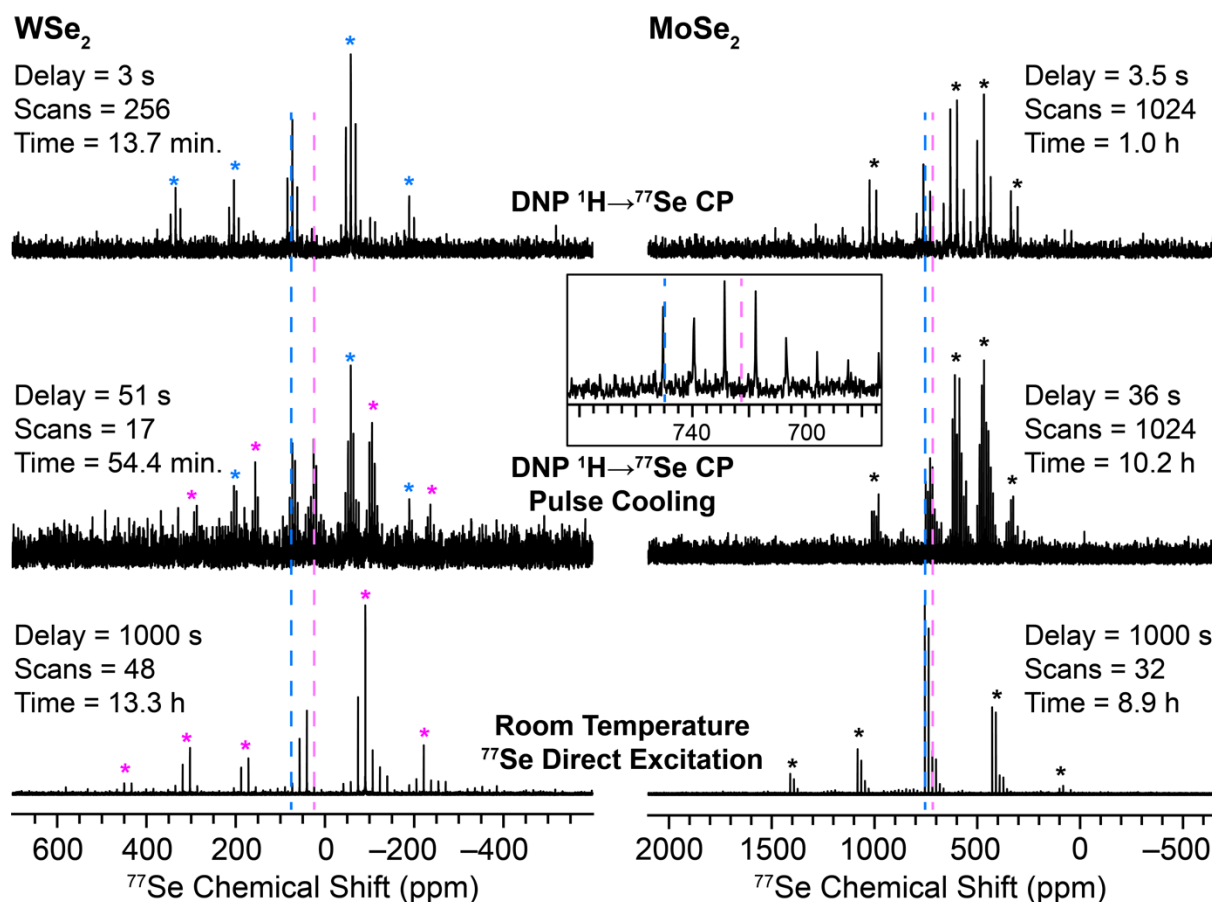 WSe₂
Delay = 3 s
Scans = 256
Time = 13.7 min.
MoSe₂
Delay = 3.5 s
Scans = 1024
Time = 1.0 h
DNP ¹H→⁷⁷Se CP
740 700
Delay = 51 s
Scans = 17
Time = 54.4 min.
DNP ¹H→⁷⁷Se CP
Pulse Cooling
Delay = 36 s
Scans = 1024
Time = 10.2 h
Delay = 1000 s
Scans = 48
Time = 13.3 h
Room Temperature
⁷⁷Se Direct Excitation
Delay = 1000 s
Scans = 32
Time = 8.9 h
600 400 200 0 –200 –400
⁷⁷Se Chemical Shift (ppm)
2000 1500 1000 500 0 –500
⁷⁷Se Chemical Shift (ppm)